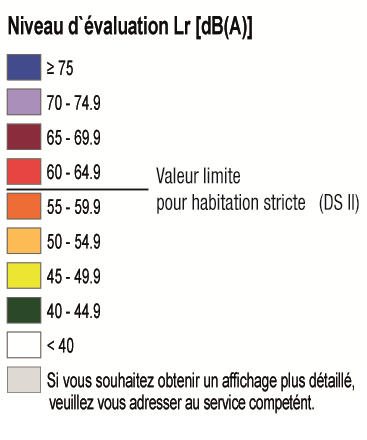 Niveau d`évaluation Lr [dB(A)]
≥ 75
70 - 74.9
65 - 69.9
60 - 64.9
Valeur limite
pour habitation stricte (DS II)
55 - 59.9
50 - 54.9
45 - 49.9
40 - 44.9
< 40
Si vous souhaitez obtenir un affichage plus détaillé,
veuillez vous adresser au service competént.